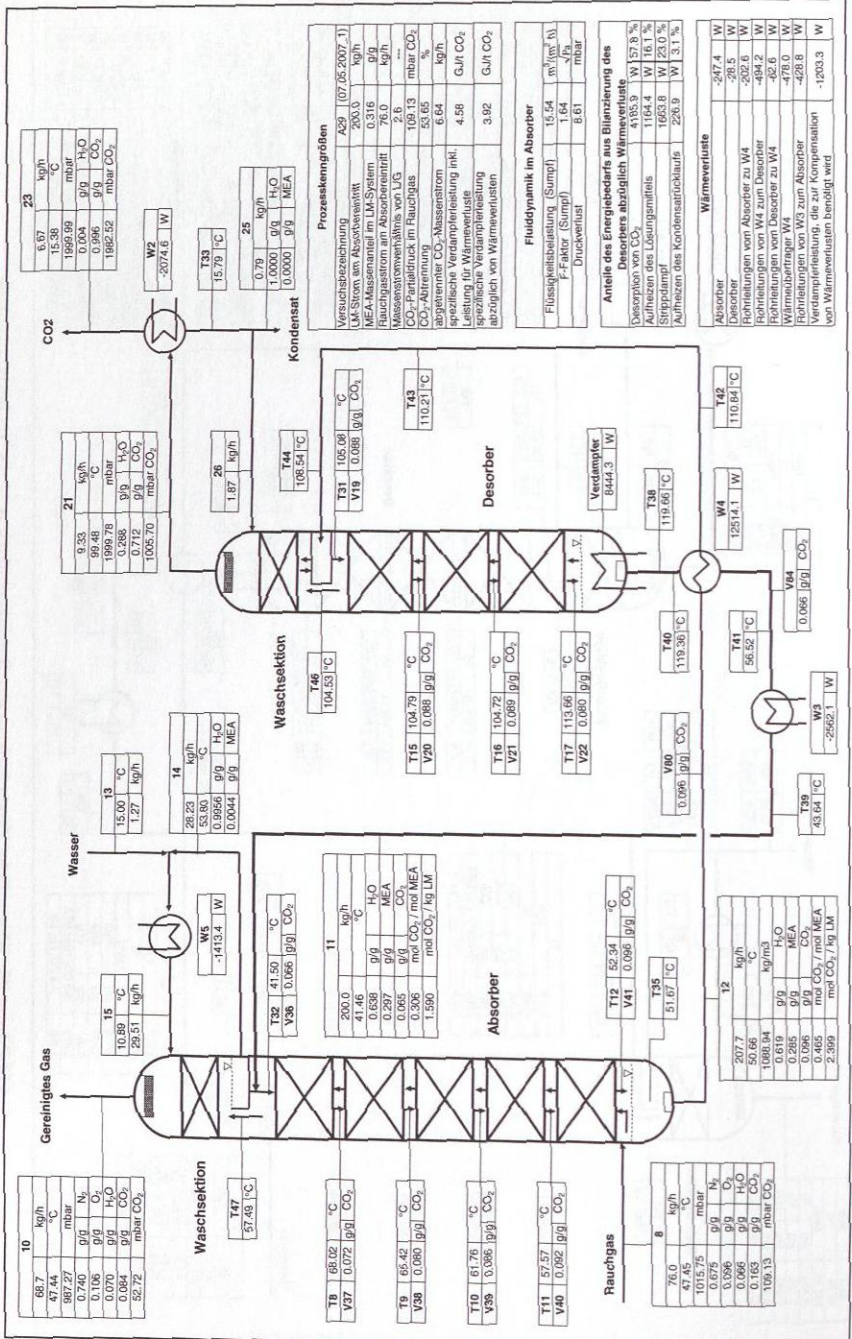 23
6.67 kg/h
15.38 °C
1999.99 mbar
0.004 g/g H₂O
0.996 g/g CO₂
1982.52 mbar CO₂
CO2
W2
-2074.6 W
T33
15.79 °C
25
0.79 kg/h
1.0000 g/g H₂O
0.0000 g/g MEA
Kondensat
21
9.33 kg/h
99.48 °C
1999.78 mbar
0.288 g/g H₂O
0.712 g/g CO₂
1005.70 mbar CO₂
26
1.87 kg/h
T44
108.54 °C
T31 105.08 °C
V19 0.088 g/g CO₂
T43
110.21 °C
Desorber
Waschsektion
T46
104.53 °C
T15 104.79 °C
V20 0.088 g/g CO₂
T16 104.72 °C
V21 0.089 g/g CO₂
T17 113.66 °C
V22 0.080 g/g CO₂
Verdampfer
8444.3 W
T38
119.66 °C
T42
110.84 °C
W4
12514.1 W
T40
119.36 °C
T41
56.52 °C
V84
0.066 g/g CO₂
V80
0.096 g/g CO₂
W3
-2562.1 W
T39
43.64 °C
Wasser
13
15.00 °C
1.27 kg/h
14
28.23 kg/h
53.80 °C
0.9956 g/g H₂O
0.0044 g/g MEA
W5
-1413.4 W
15
10.89 °C
29.51 kg/h
Gereinigtes Gas
10
68.7 kg/h
47.44 °C
987.27 mbar
0.740 g/g N₂
0.106 g/g O₂
0.070 g/g H₂O
0.084 g/g CO₂
52.72 mbar CO₂
Waschsektion
T47
57.49 °C
T32 41.50 °C
V36 0.066 g/g CO₂
11
200.0 kg/h
41.46 °C
0.638 g/g H₂O
0.297 g/g MEA
0.065 g/g CO₂
0.306 mol CO₂ / mol MEA
1.590 mol CO₂ / kg LM
Absorber
T8 68.02 °C
V37 0.072 g/g CO₂
T9 65.42 °C
V38 0.080 g/g CO₂
T10 61.76 °C
V39 0.086 g/g CO₂
T11 57.57 °C
V40 0.092 g/g CO₂
T12 52.34 °C
V41 0.096 g/g CO₂
T35
51.67 °C
Rauchgas
8
76.0 kg/h
47.45 °C
1015.75 mbar
0.675 g/g N₂
0.096 g/g O₂
0.066 g/g H₂O
0.163 g/g CO₂
109.13 mbar CO₂
12
207.7 kg/h
50.66 °C
1088.94 kg/m3
0.619 g/g H₂O
0.285 g/g MEA
0.096 g/g CO₂
0.465 mol CO₂ / mol MEA
2.399 mol CO₂ / kg LM
Prozesskenngrößen
Versuchsbezeichnung A29 (07.05.2007_1)
LM-Strom am Absorbereintritt 200.0 kg/h
MEA-Massenanteil im LM-System 0.316 g/g
Rauchgasstrom am Absorbereintritt 76.0 kg/h
Massenstromverhältnis von L/G 2.6 ---
CO₂-Partialdruck im Rauchgas 109.13 mbar CO₂
CO₂-Abtrennung 53.65 %
abgetrennter CO₂-Massenstrom 6.64 kg/h
spezifische Verdampferleistung inkl.
Leistung für Wärmeverluste 4.58 GJ/t CO₂
spezifische Verdampferleistung
abzüglich von Wärmeverlusten 3.92 GJ/t CO₂
Fluiddynamik im Absorber
Flüssigkeitsbelastung (Sumpf) 15.54 m³/(m² h)
F-Faktor (Sumpf) 1.64 √Pa
Druckverlust 8.61 mbar
Anteile des Energiebedarfs aus Bilanzierung des
Desorbers abzüglich Wärmeverluste
Desorption von CO₂ 4185.9 W 57.8 %
Aufheizen des Lösungsmittels 1164.4 W 16.1 %
Strippdampf 1663.8 W 23.0 %
Aufheizen des Kondensatrücklaufs 226.9 W 3.1 %
Wärmeverluste
Absorber -247.4 W
Desorber -28.5 W
Rohrleitungen vom Absorber zu W4 -202.6 W
Rohrleitungen von W4 zum Desorber -494.2 W
Rohrleitungen vom Desorber zu W4 -62.6 W
Wärmeübertrager W4 -478.0 W
Rohrleitungen von W3 zum Absorber -428.8 W
Verdampferleistung, die zur Kompensation
von Wärmeverlusten benötigt wird -1203.3 W